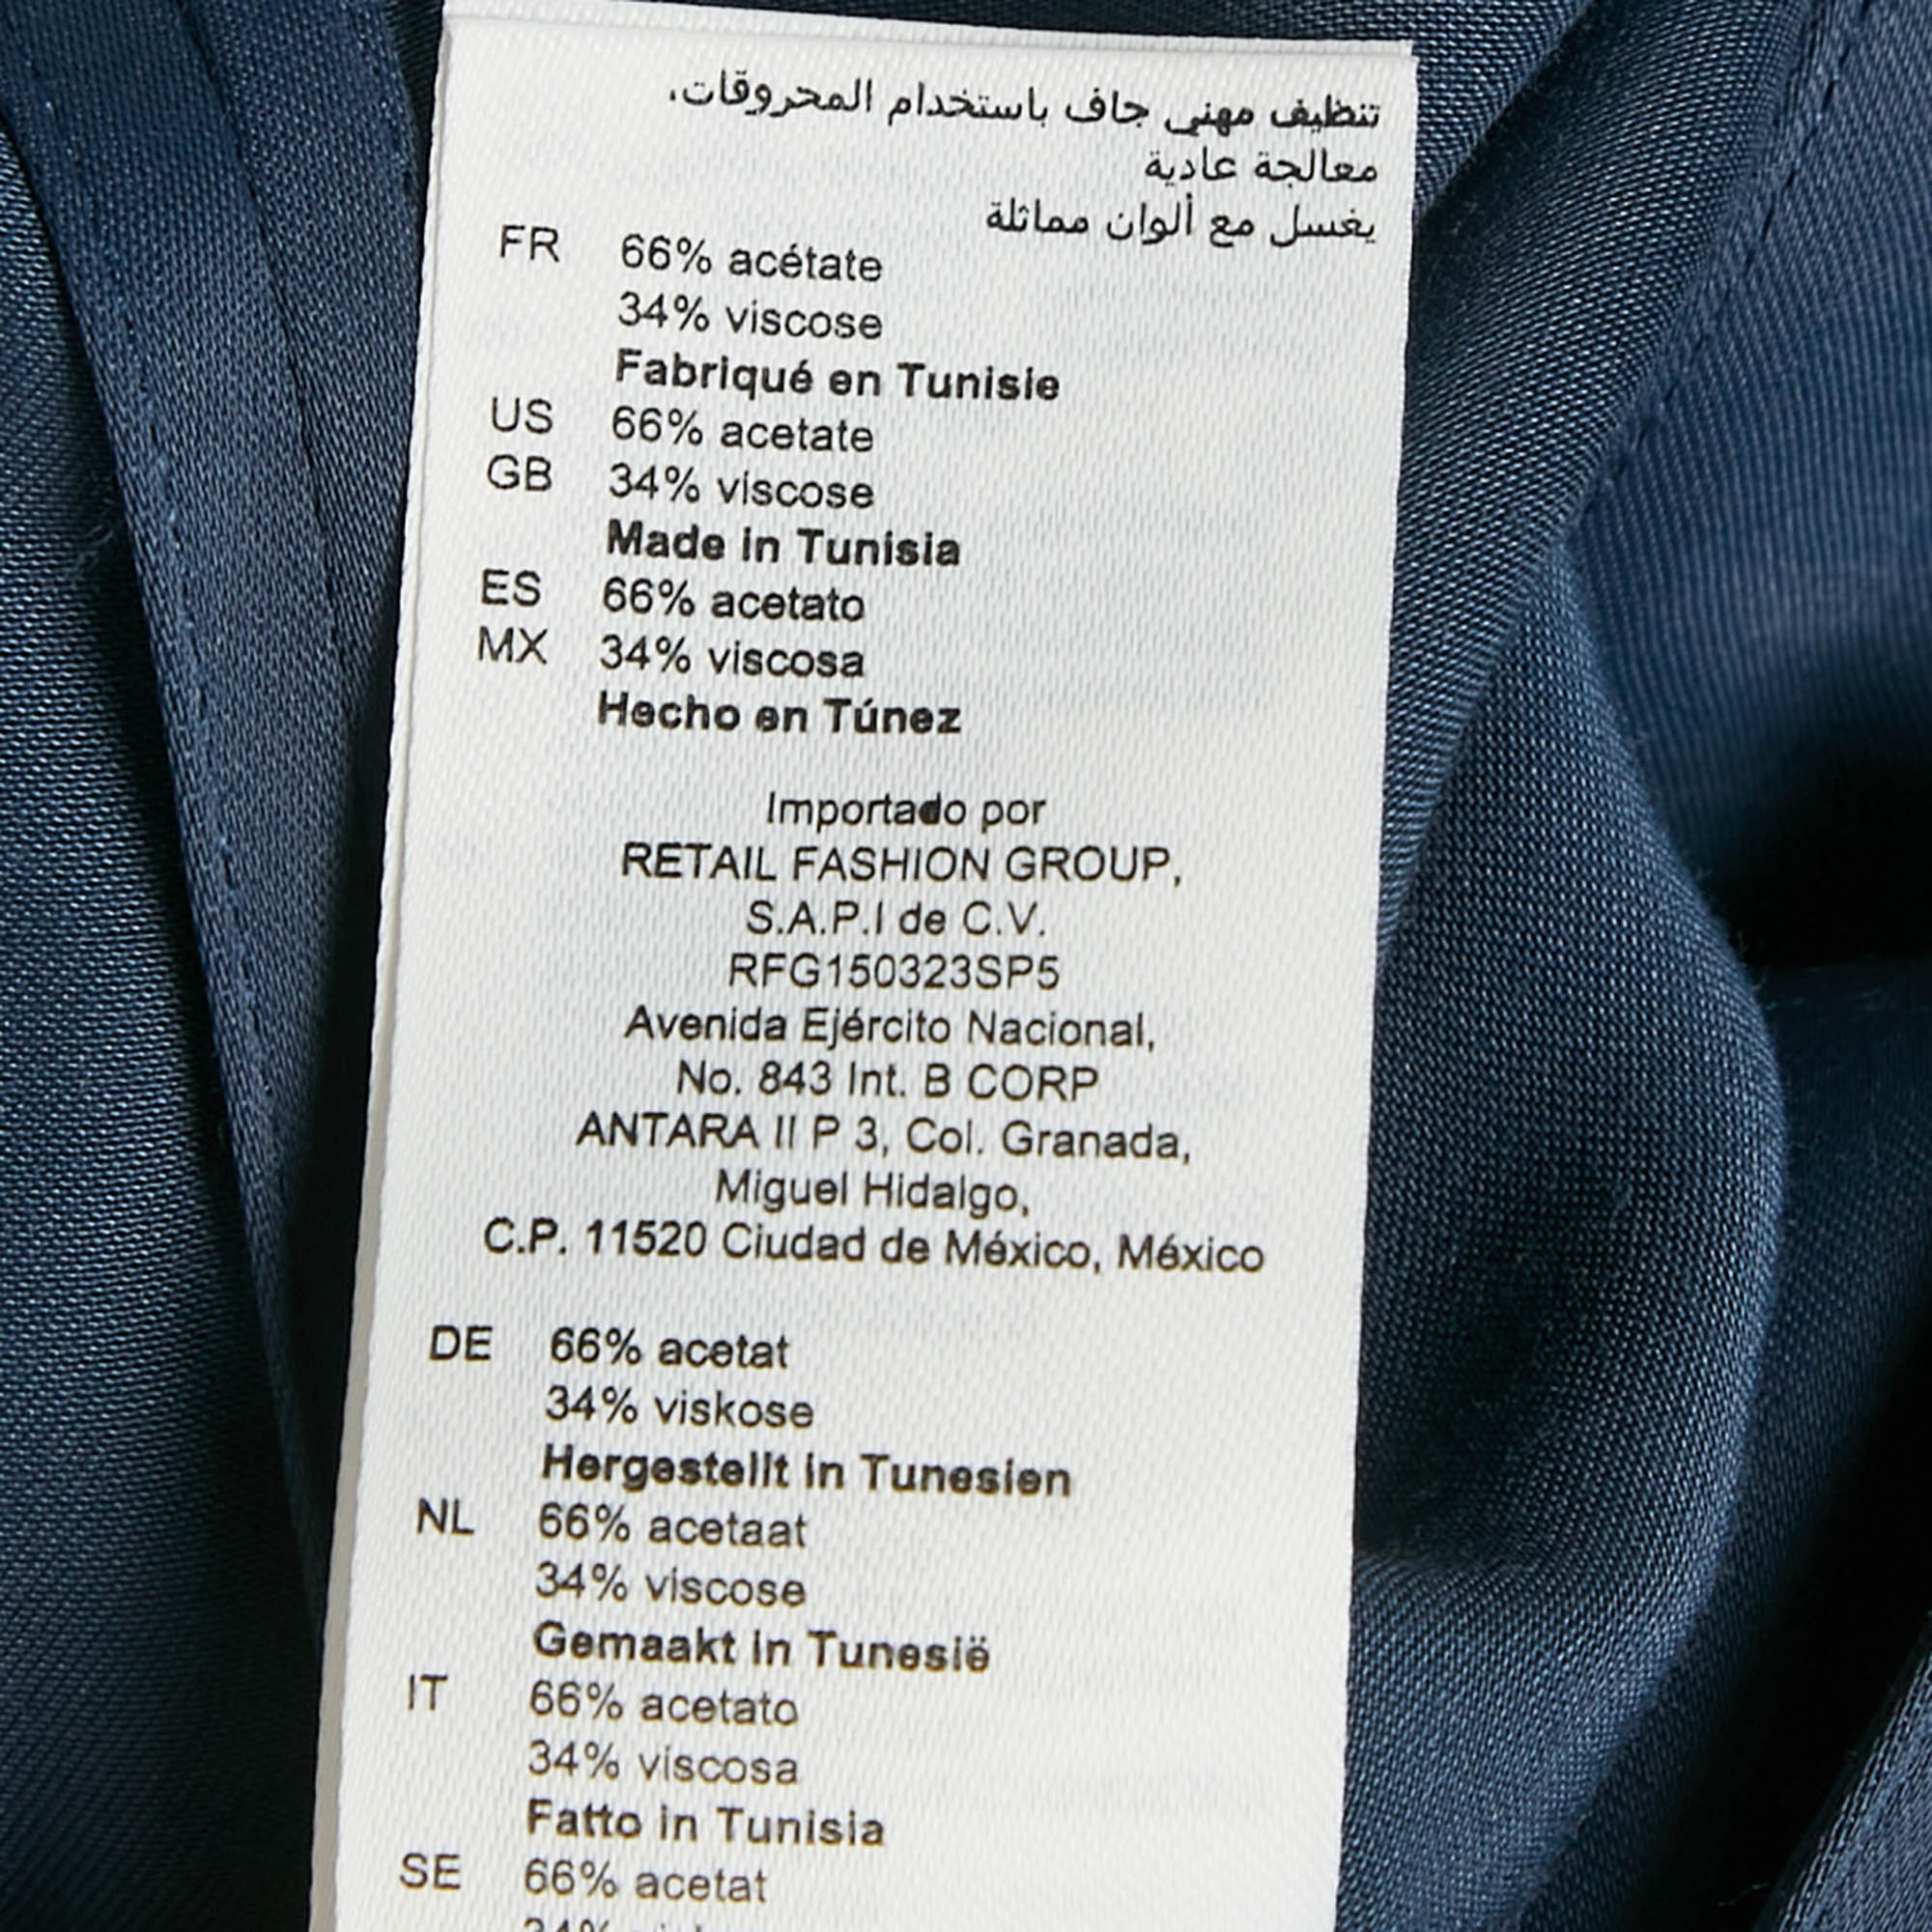 تنظيف مهني جاف باستخدام المحروقات.
معالجة عادية
يغسل مع ألوان مماثلة
FR 66% acétate
34% viscose
Fabriqué en Tunisie
US 66% acetate
GB 34% viscose
Made in Tunisia
ES 66% acetato
MX 34% viscosa
Hecho en Túnez
Importado por
RETAIL FASHION GROUP,
S.A.P.I de C.V.
RFG150323SP5
Avenida Ejército Nacional,
No. 843 Int. B CORP
ANTARA II P 3, Col. Granada,
Miguel Hidalgo,
C.P. 11520 Ciudad de México, México
DE 66% acetat
34% viskose
Hergestellt in Tunesien
NL 66% acetaat
34% viscose
Gemaakt in Tunesië
IT 66% acetato
34% viscosa
Fatto in Tunisia
SE 66% acetat
34%